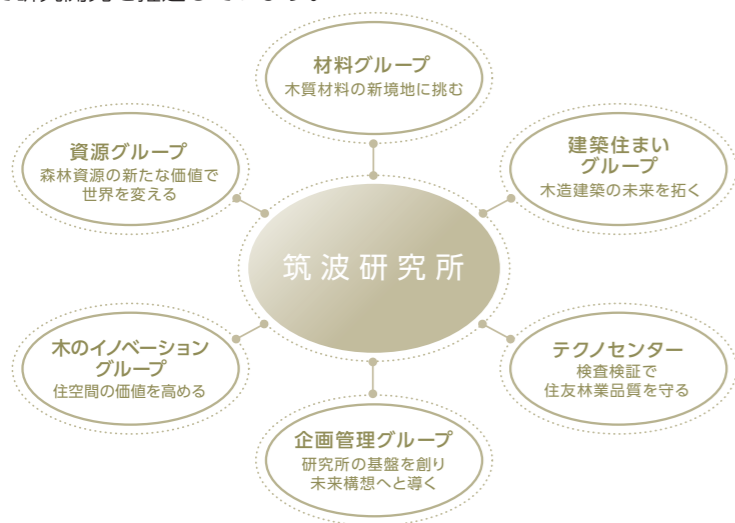 材料グループ
木質材料の新境地に挑む
資源グループ
森林資源の新たな価値で
世界を変える
建築住まい
グループ
木造建築の未来を拓く
筑波研究所
木のイノベーション
グループ
住空間の価値を高める
テクノセンター
検査検証で
住友林業品質を守る
企画管理グループ
研究所の基盤を創り
未来構想へと導く